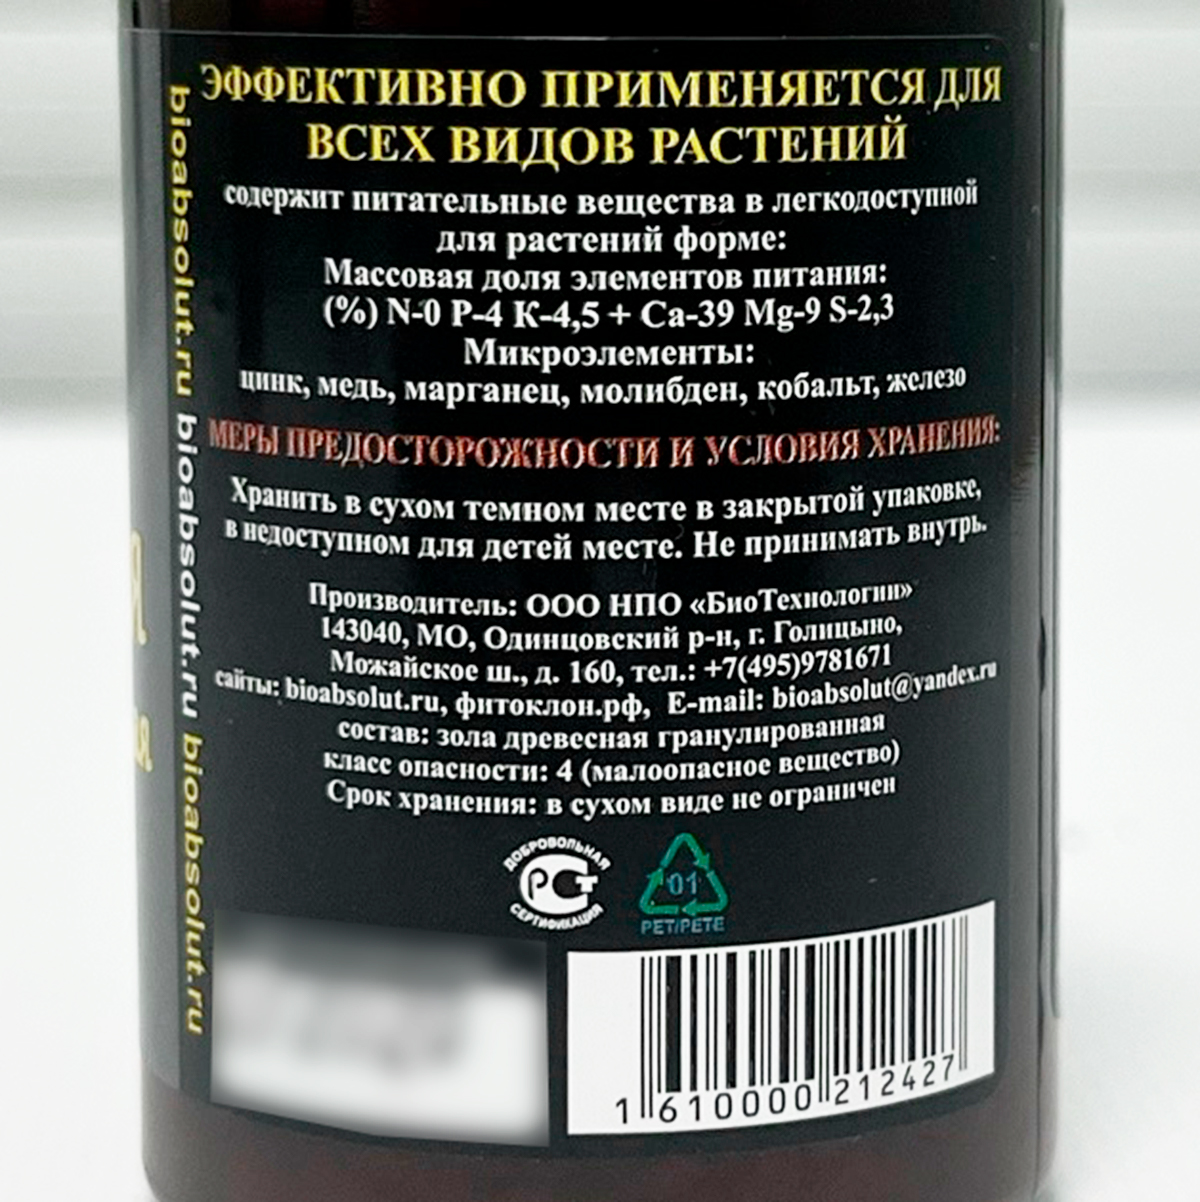 ЭФФЕКТИВНО ПРИМЕНЯЕТСЯ ДЛЯ
ВСЕХ ВИДОВ РАСТЕНИЙ
содержит питательные вещества в легкодоступной
для растений форме:
Массовая доля элементов питания:
(%) N-0 P-4 К-4,5 + Ca-39 Mg-9 S-2,3
Микроэлементы:
цинк, медь, марганец, молибден, кобальт, железо
МЕРЫ ПРЕДОСТОРОЖНОСТИ И УСЛОВИЯ ХРАНЕНИЯ:
Хранить в сухом темном месте в закрытой упаковке,
в недоступном для детей месте. Не принимать внутрь.
Производитель: ООО НПО «БиоТехнологии»
143040, МО, Одинцовский р-н, г. Голицыно,
Можайское ш., д. 160, тел.: +7(495)9781671
сайты: bioabsolut.ru, фитоклон.рф, E-mail: bioabsolut@yandex.ru
состав: зола древесная гранулированная
класс опасности: 4 (малоопасное вещество)
Срок хранения: в сухом виде не ограничен
bioabsolut.ru bioabsolut.ru bioabsolut.ru
ДОБРОВОЛЬНАЯ
РСТ
СЕРТИФИКАЦИЯ
01
PET/PETE
1 610000 212427